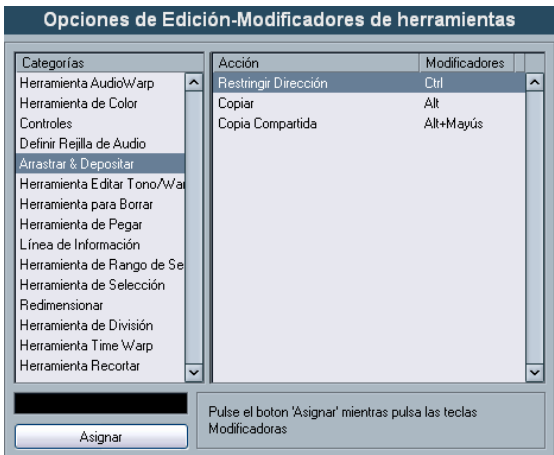 Opciones de Edición-Modificadores de herramientas
Categorías
Herramienta AudioWarp
Herramienta de Color
Controles
Definir Rejilla de Audio
Arrastrar & Depositar
Herramienta Editar Tono/War
Herramienta para Borrar
Herramienta de Pegar
Línea de Información
Herramienta de Rango de Se
Herramienta de Selección
Redimensionar
Herramienta de División
Herramienta Time Warp
Herramienta Recortar
Acción Modificadores
Restringir Dirección Ctrl
Copiar Alt
Copia Compartida Alt+Mayús
Asignar
Pulse el boton 'Asignar' mientras pulsa las teclas
Modificadoras